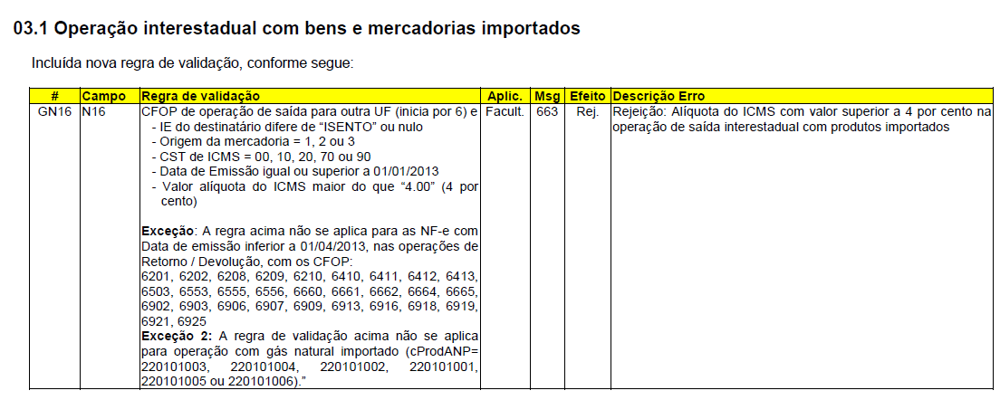 03.1 Operação interestadual com bens e mercadorias importados
Incluída nova regra de validação, conforme segue:
# Campo Regra de validação Aplic. Msg Efeito Descrição Erro
GN16 N16 CFOP de operação de saída para outra UF (inicia por 6) e Facult. 663 Rej. Rejeição: Alíquota do ICMS com valor superior a 4 por cento na
- IE do destinatário difere de “ISENTO” ou nulo operação de saída interestadual com produtos importados
- Origem da mercadoria = 1, 2 ou 3
- CST de ICMS = 00, 10, 20, 70 ou 90
- Data de Emissão igual ou superior a 01/01/2013
- Valor alíquota do ICMS maior do que “4.00” (4 por
cento)
Exceção: A regra acima não se aplica para as NF-e com
Data de emissão inferior a 01/04/2013, nas operações de
Retorno / Devolução, com os CFOP:
6201, 6202, 6208, 6209, 6210, 6410, 6411, 6412, 6413,
6503, 6553, 6555, 6556, 6660, 6661, 6662, 6664, 6665,
6902, 6903, 6906, 6907, 6909, 6913, 6916, 6918, 6919,
6921, 6925
Exceção 2: A regra de validação acima não se aplica
para operação com gás natural importado (cProdANP=
220101003, 220101004, 220101002, 220101001,
220101005 ou 220101006).”